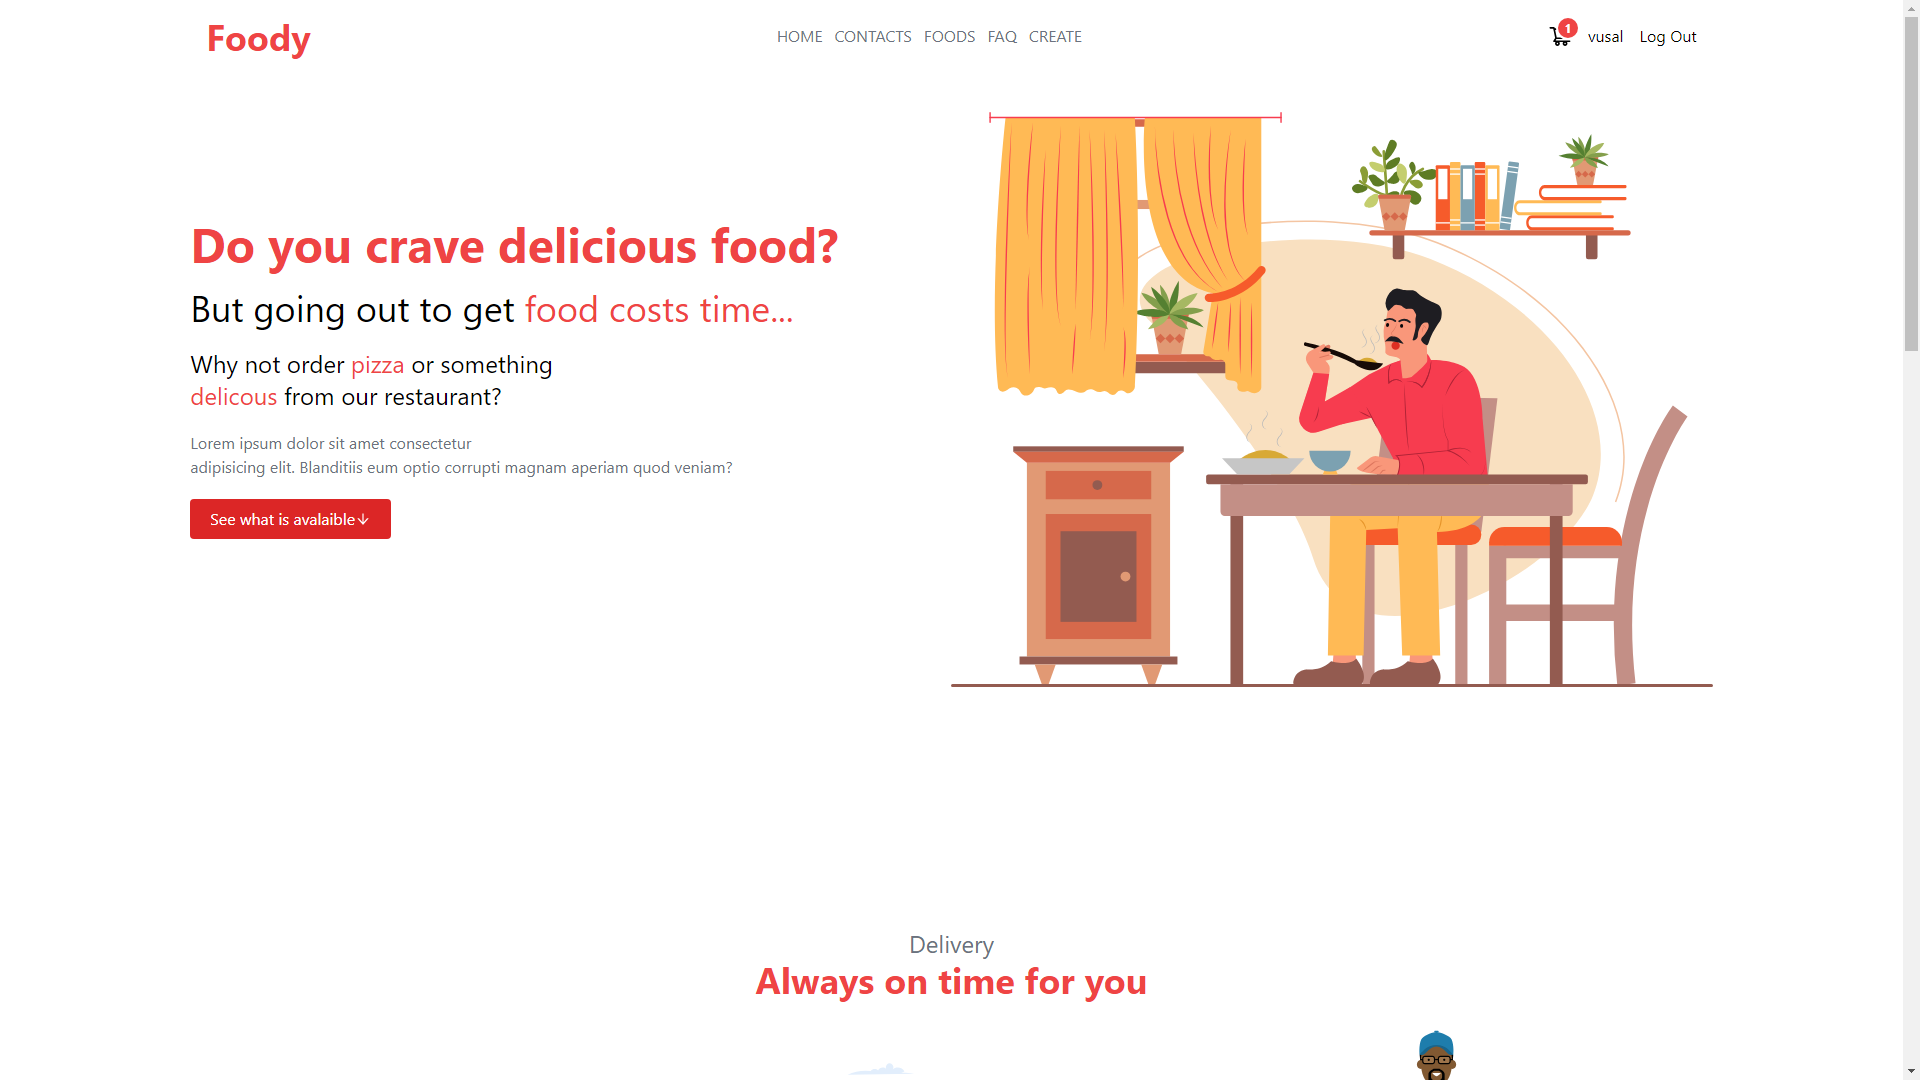 Foody
HOME CONTACTS FOODS FAQ CREATE
1
vusal Log Out
Do you crave delicious food?
But going out to get food costs time...
Why not order pizza or something
delicous from our restaurant?
Lorem ipsum dolor sit amet consectetur
adipisicing elit. Blanditiis eum optio corrupti magnam aperiam quod veniam?
See what is avalaible↓
Delivery
Always on time for you